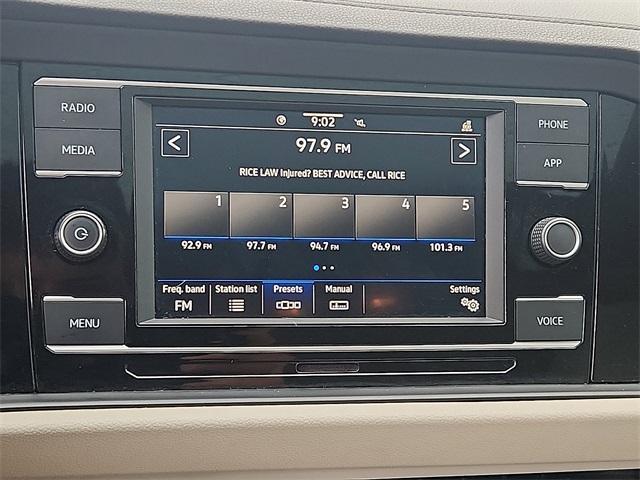 RADIO
MEDIA
MENU
PHONE
APP
VOICE
9:02
97.9 FM
RICE LAW Injured? BEST ADVICE, CALL RICE
1 2 3 4 5
92.9 FM 97.7 FM 94.7 FM 96.9 FM 101.3 FM
Freq. band Station list Presets Manual Settings
FM